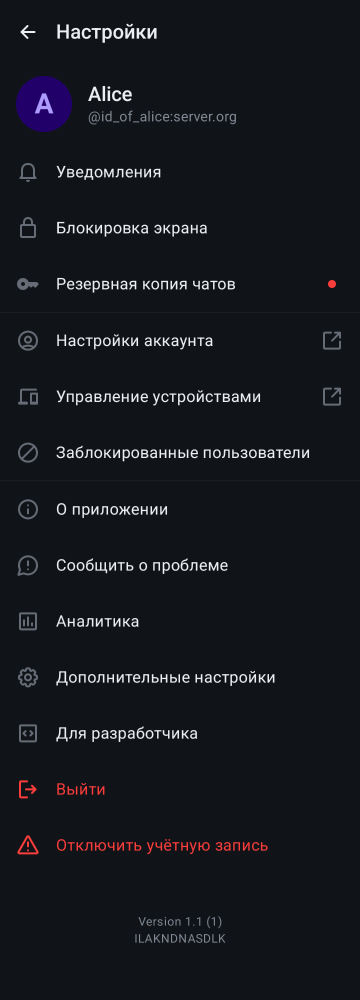 Настройки
A
Alice
@id_of_alice:server.org
Уведомления
Блокировка экрана
Резервная копия чатов
Настройки аккаунта
Управление устройствами
Заблокированные пользователи
О приложении
Сообщить о проблеме
Аналитика
Дополнительные настройки
Для разработчика
Выйти
Отключить учётную запись
Version 1.1 (1)
ILAKNDNASDLK